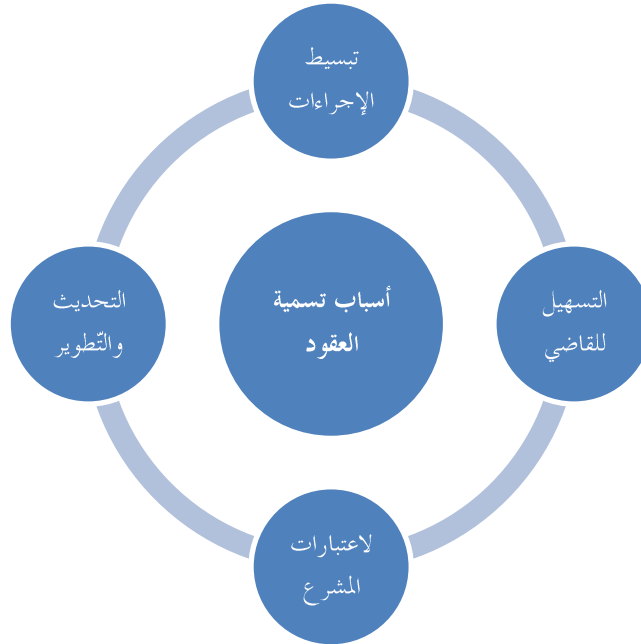 تبسيط
الإجراءات
أسباب تسمية
العقود
التسهيل
للقاضي
لاعتبارات
المشرع
التحديث
والتّطوير